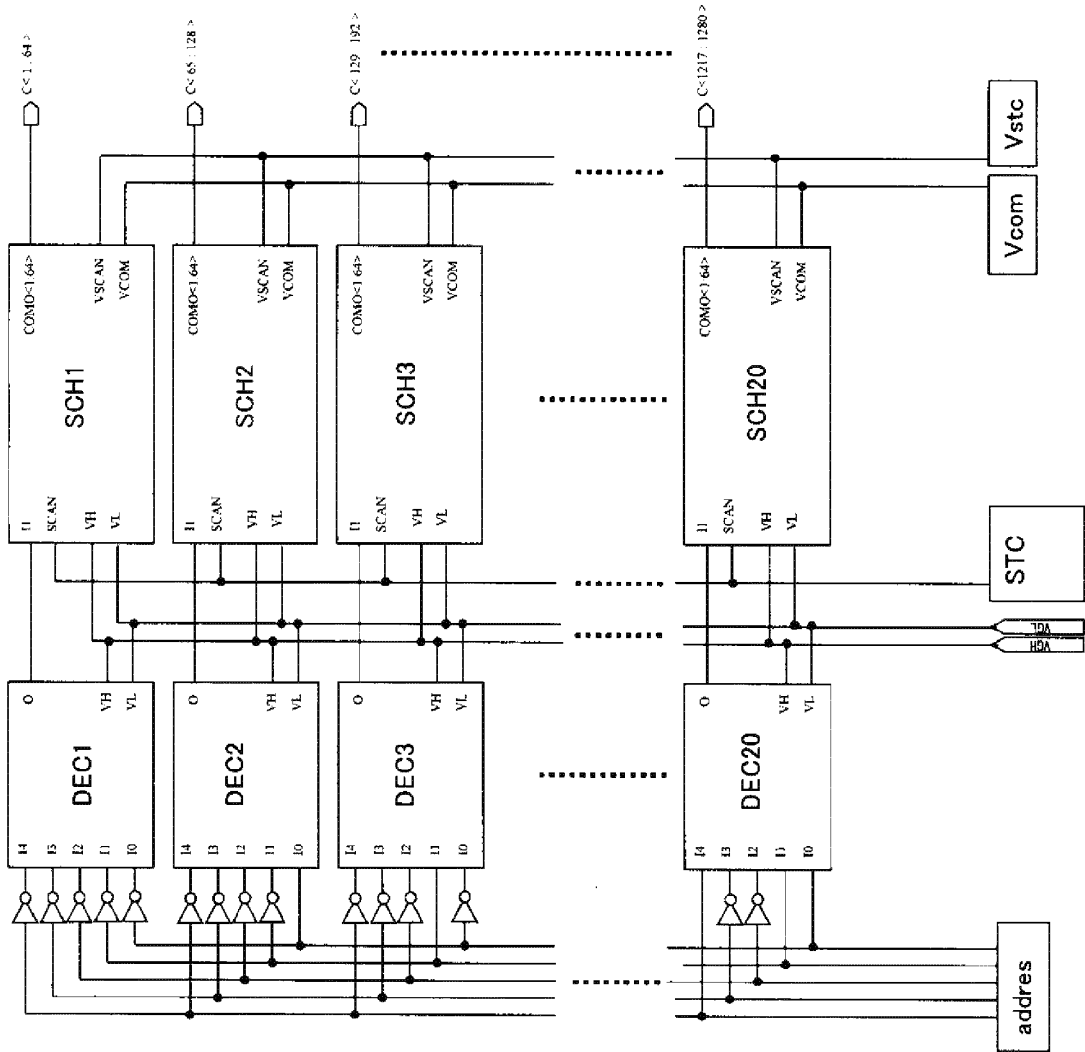 I4
I3
I2
I1
I0
DEC1
O
VH
VL
I1
SCAN
VH
VL
SCH1
COMO<1:64>
VSCAN
VCOM
C< 1 : 64 >
I4
I3
I2
I1
I0
DEC2
O
VH
VL
I1
SCAN
VH
VL
SCH2
COMO<1:64>
VSCAN
VCOM
C< 65 : 128 >
I4
I3
I2
I1
I0
DEC3
O
VH
VL
I1
SCAN
VH
VL
SCH3
COMO<1:64>
VSCAN
VCOM
C< 129 : 192 >
I4
I3
I2
I1
I0
DEC20
O
VH
VL
I1
SCAN
VH
VL
SCH20
COMO<1:64>
VSCAN
VCOM
C< 1217 : 1280 >
addres
VGH
VGL
STC
Vcom
Vstc